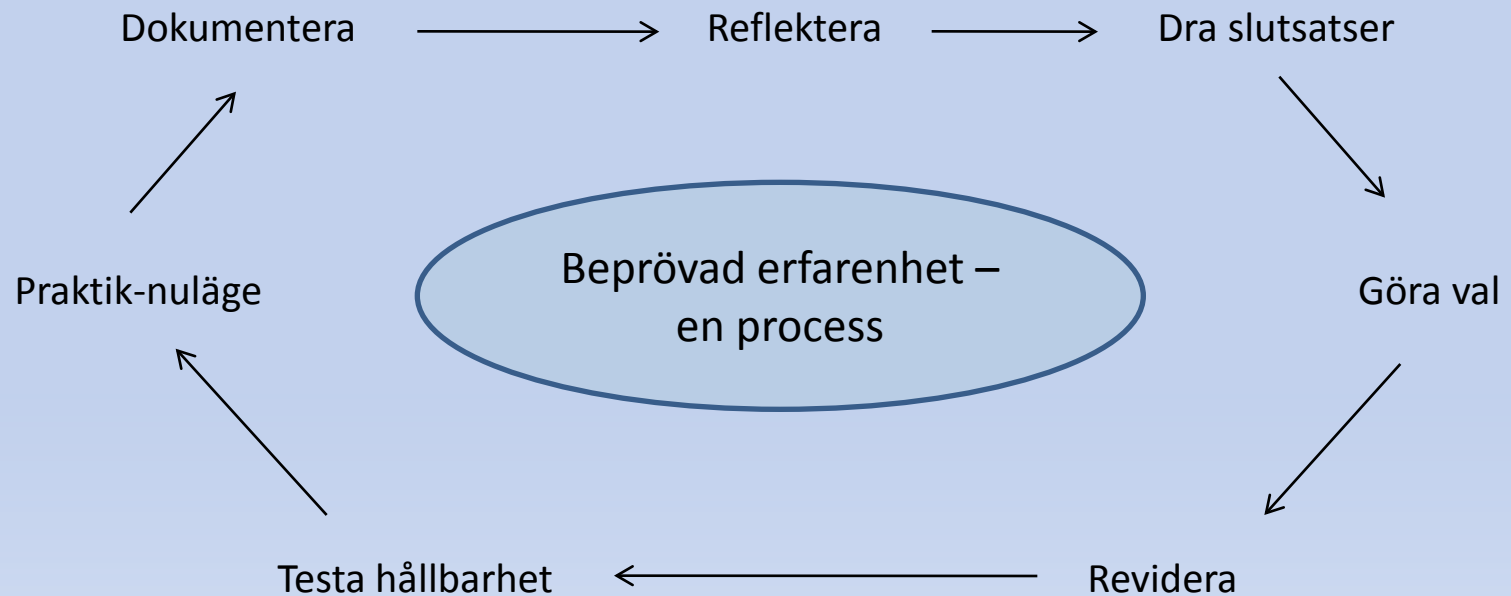 Dokumentera
Reflektera
Dra slutsatser
Beprövad erfarenhet –
en process
Praktik-nuläge
Göra val
Testa hållbarhet
Revidera